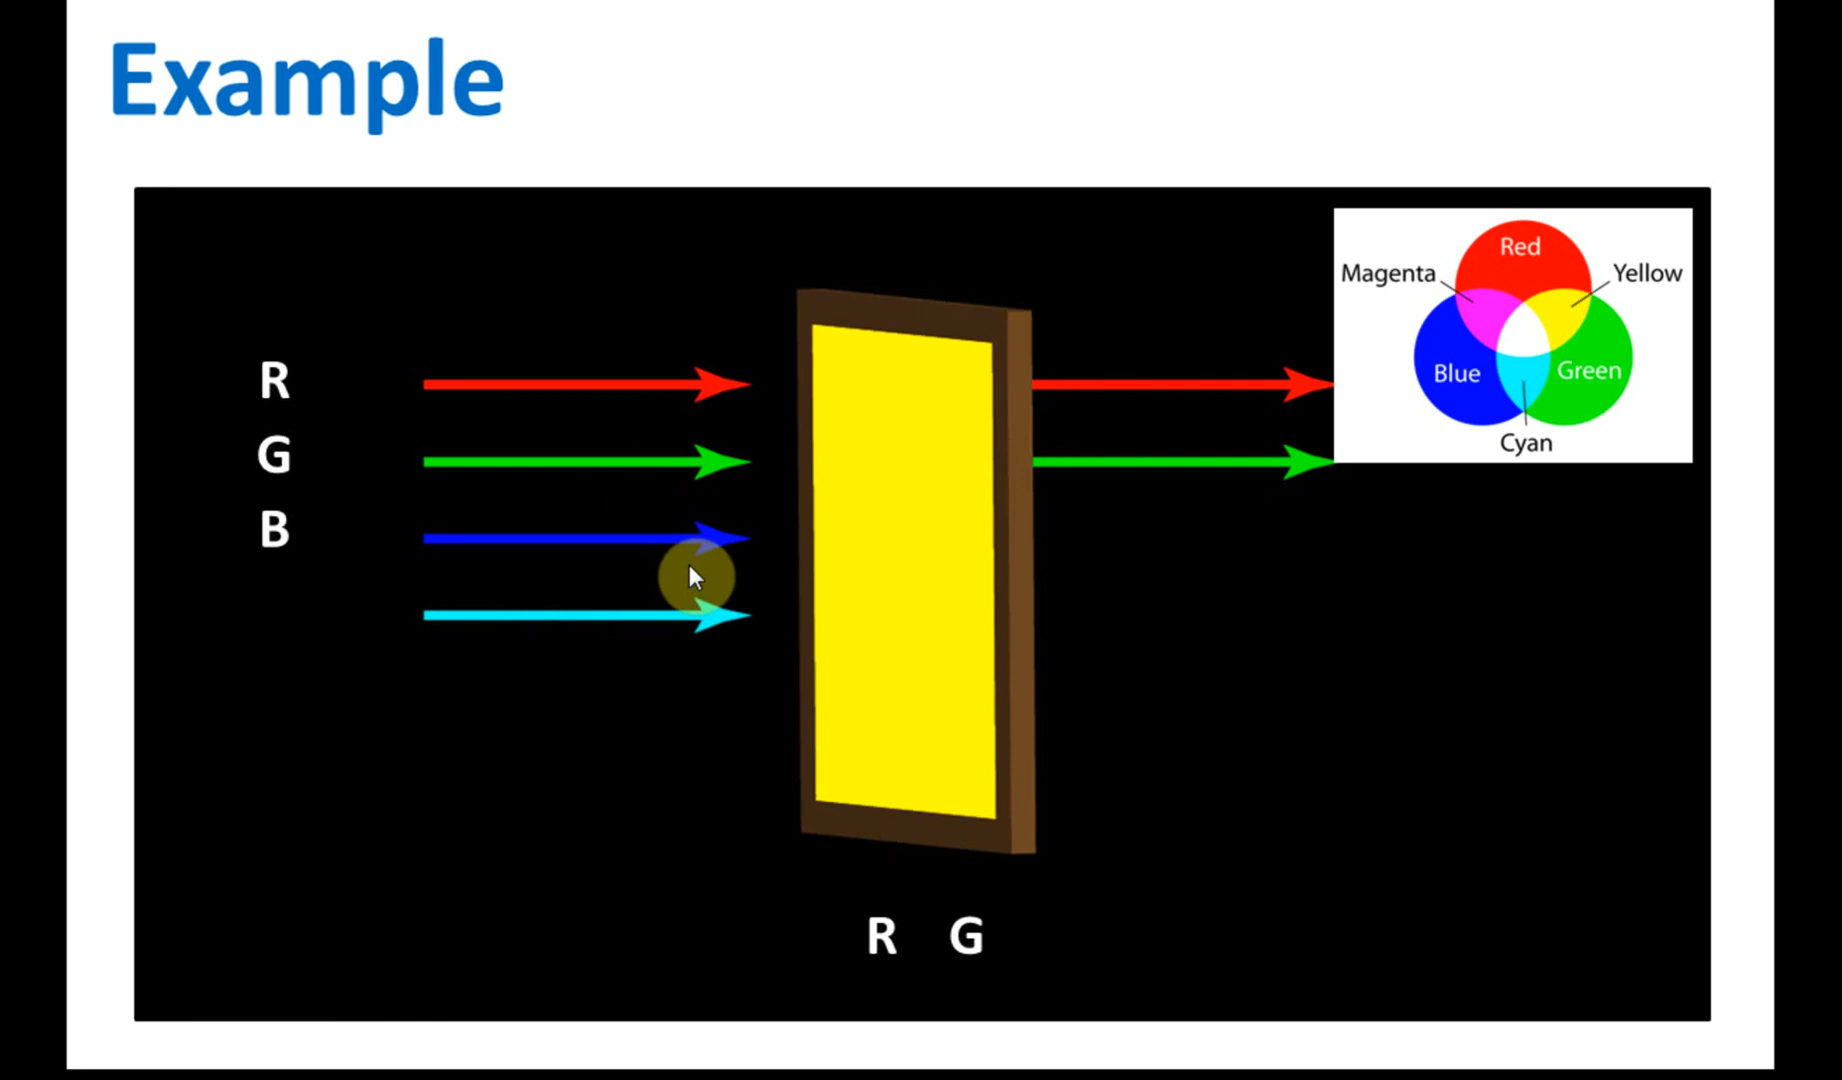 Example
R
G
B
Red
Magenta
Yellow
Blue
Green
Cyan
R G